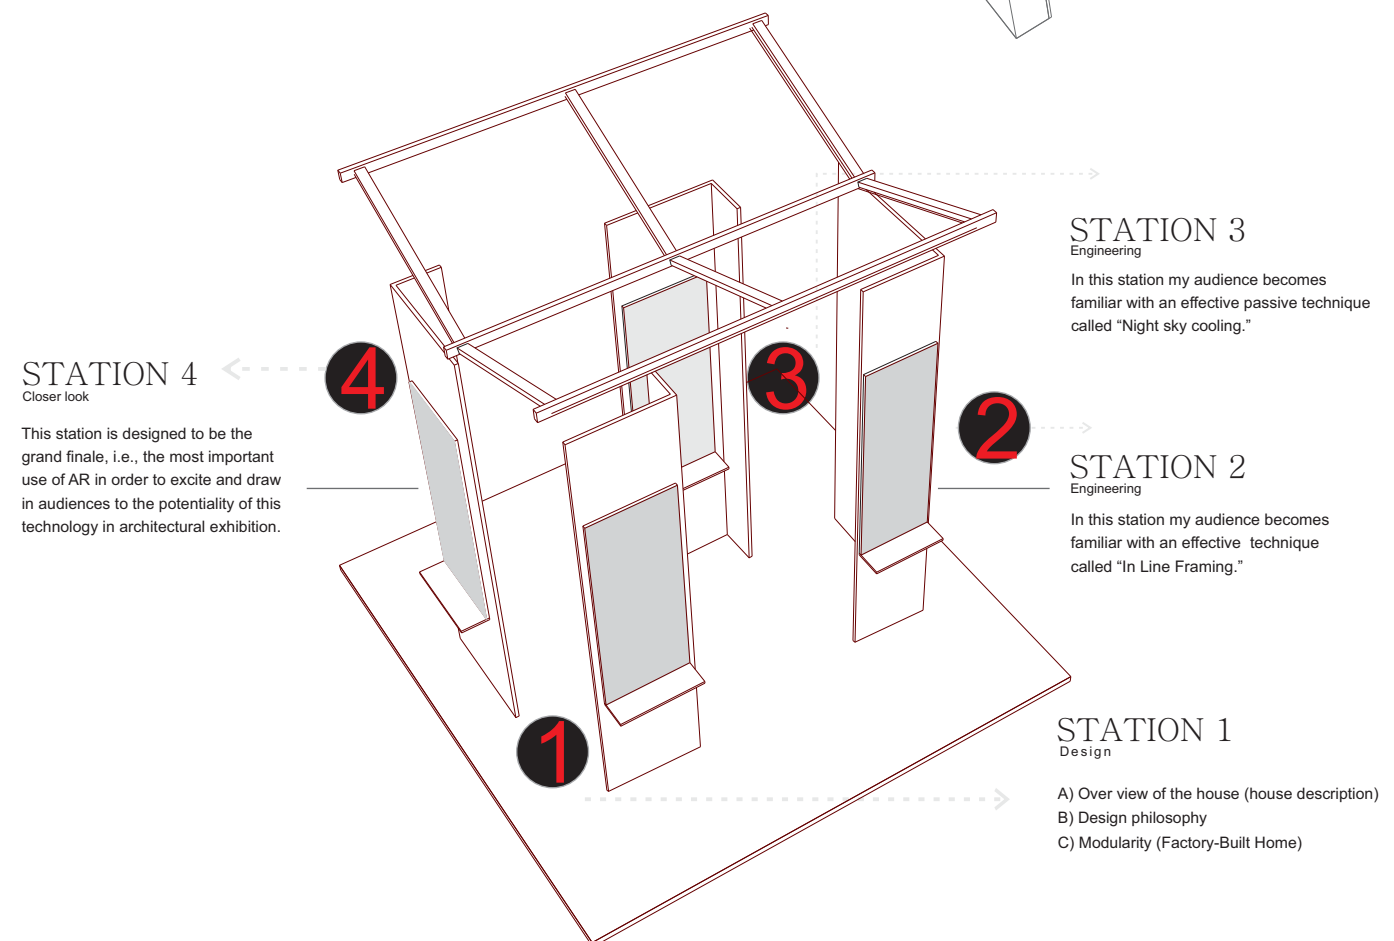 STATION 3
Engineering
In this station my audience becomes
familiar with an effective passive technique
called “Night sky cooling.”
STATION 4
Closer look
This station is designed to be the
grand finale, i.e., the most important
use of AR in order to excite and draw
in audiences to the potentiality of this
technology in architectural exhibition.
4
3
2
STATION 2
Engineering
In this station my audience becomes
familiar with an effective  technique
called “In Line Framing.”
1
STATION 1
Design
A) Over view of the house (house description)
B) Design philosophy
C) Modularity (Factory-Built Home)